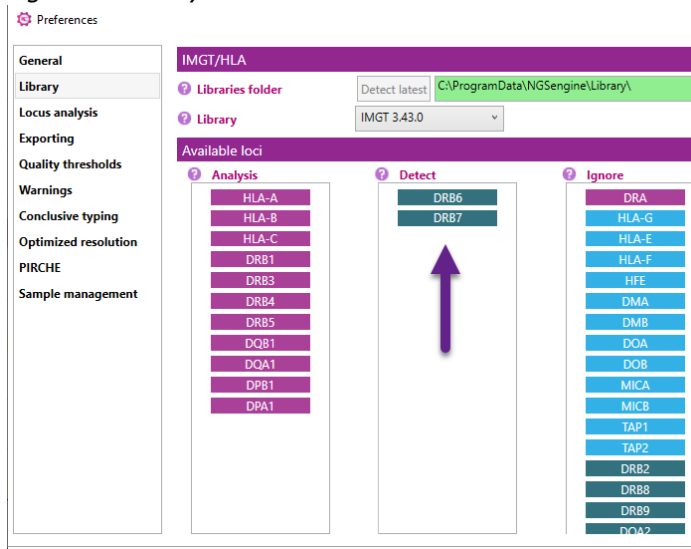 Preferences
General
Library
Locus analysis
Exporting
Quality thresholds
Warnings
Conclusive typing
Optimized resolution
PIRCHE
Sample management
IMGT/HLA
? Libraries folder Detect latest C:\ProgramData\NGSengine\Library\
? Library IMGT 3.43.0
Available loci
? Analysis
HLA-A
HLA-B
HLA-C
DRB1
DRB3
DRB4
DRB5
DQB1
DQA1
DPB1
DPA1
? Detect
DRB6
DRB7
? Ignore
DRA
HLA-G
HLA-E
HLA-F
HFE
DMA
DMB
DOA
DOB
MICA
MICB
TAP1
TAP2
DRB2
DRB8
DRB9